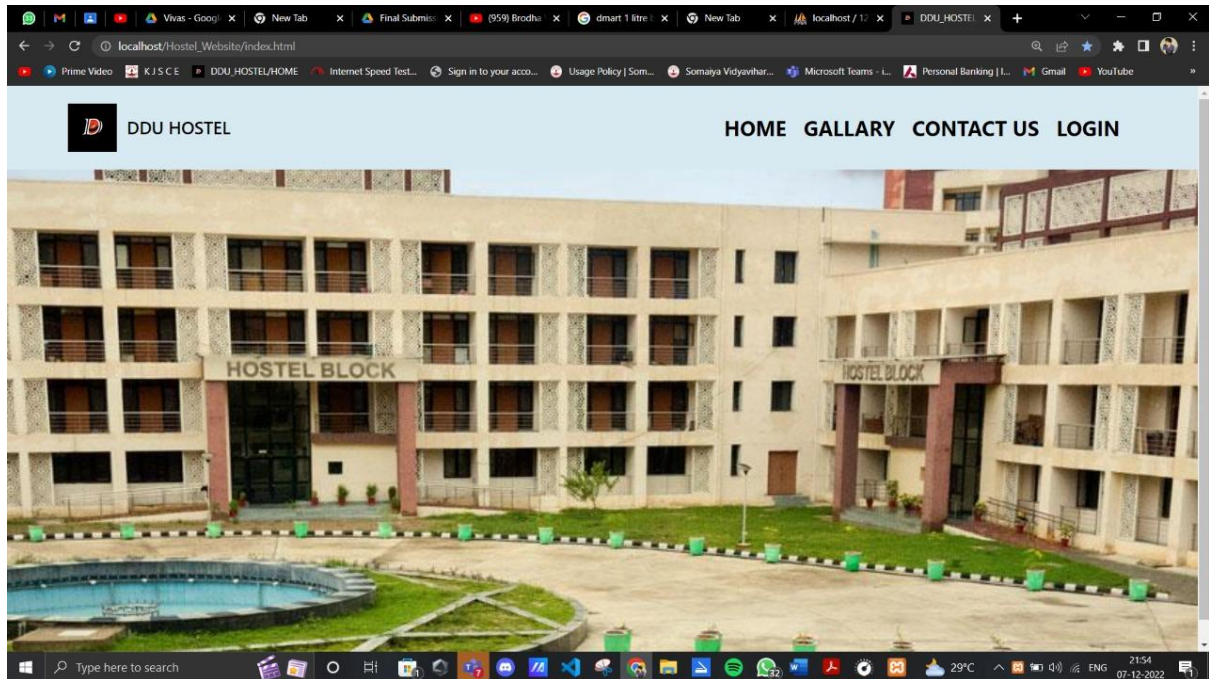 Vivas - Googl
New Tab
Final Submiss
(959) Brodha
dmart 1 litre b
New Tab
localhost / 12
DDU_HOSTEL
localhost/Hostel_Website/index.html
Prime Video
K J S C E
DDU_HOSTEL/HOME
Internet Speed Test...
Sign in to your acco...
Usage Policy | Som...
Somaiya Vidyavihar...
Microsoft Teams - i...
Personal Banking | I...
Gmail
YouTube
»
D
DDU HOSTEL
HOME GALLARY CONTACT US LOGIN
HOSTEL BLOCK
HOSTEL BLOCK
Type here to search
32
29°C
ENG
21:54
07-12-2022